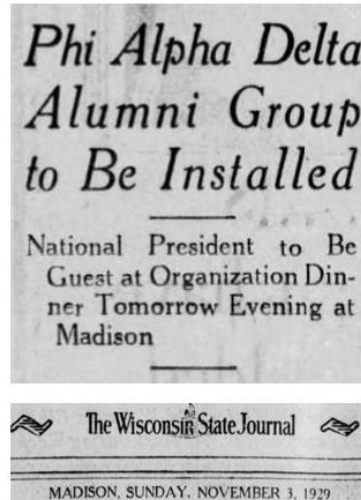 Phi Alpha Delta
Alumni Group
to Be Installed
National President to Be
Guest at Organization Din-
ner Tomorrow Evening at
Madison
The Wisconsin State Journal
MADISON, SUNDAY, NOVEMBER 3, 1929